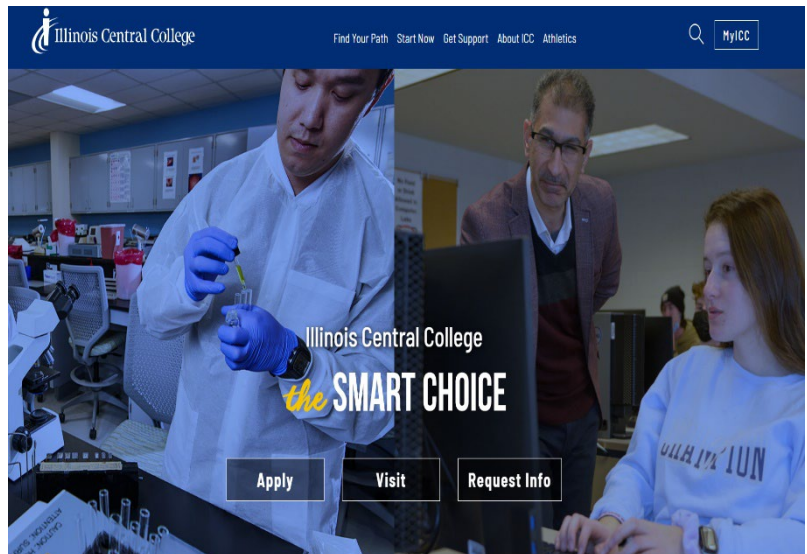 Illinois Central College
Find Your Path Start Now Get Support About ICC Athletics
MyICC
Illinois Central College
the SMART CHOICE
Apply Visit Request Info